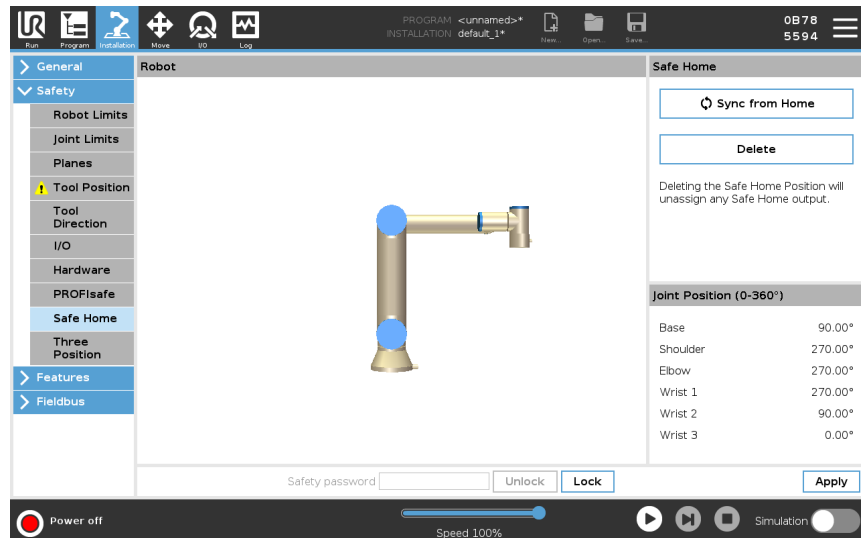 UR
Run
Program
Installation
Move
I/O
Log
PROGRAM <unnamed>*
INSTALLATION default_1*
New...
Open...
Save...
0B78
5594
General
Safety
Robot Limits
Joint Limits
Planes
Tool Position
Tool
Direction
I/O
Hardware
PROFIsafe
Safe Home
Three
Position
Features
Fieldbus
Robot
Safe Home
Sync from Home
Delete
Deleting the Safe Home Position will
unassign any Safe Home output.
Joint Position (0-360°)
Base 90.00°
Shoulder 270.00°
Elbow 270.00°
Wrist 1 270.00°
Wrist 2 90.00°
Wrist 3 0.00°
Safety password
Unlock
Lock
Apply
Power off
Speed 100%
Simulation